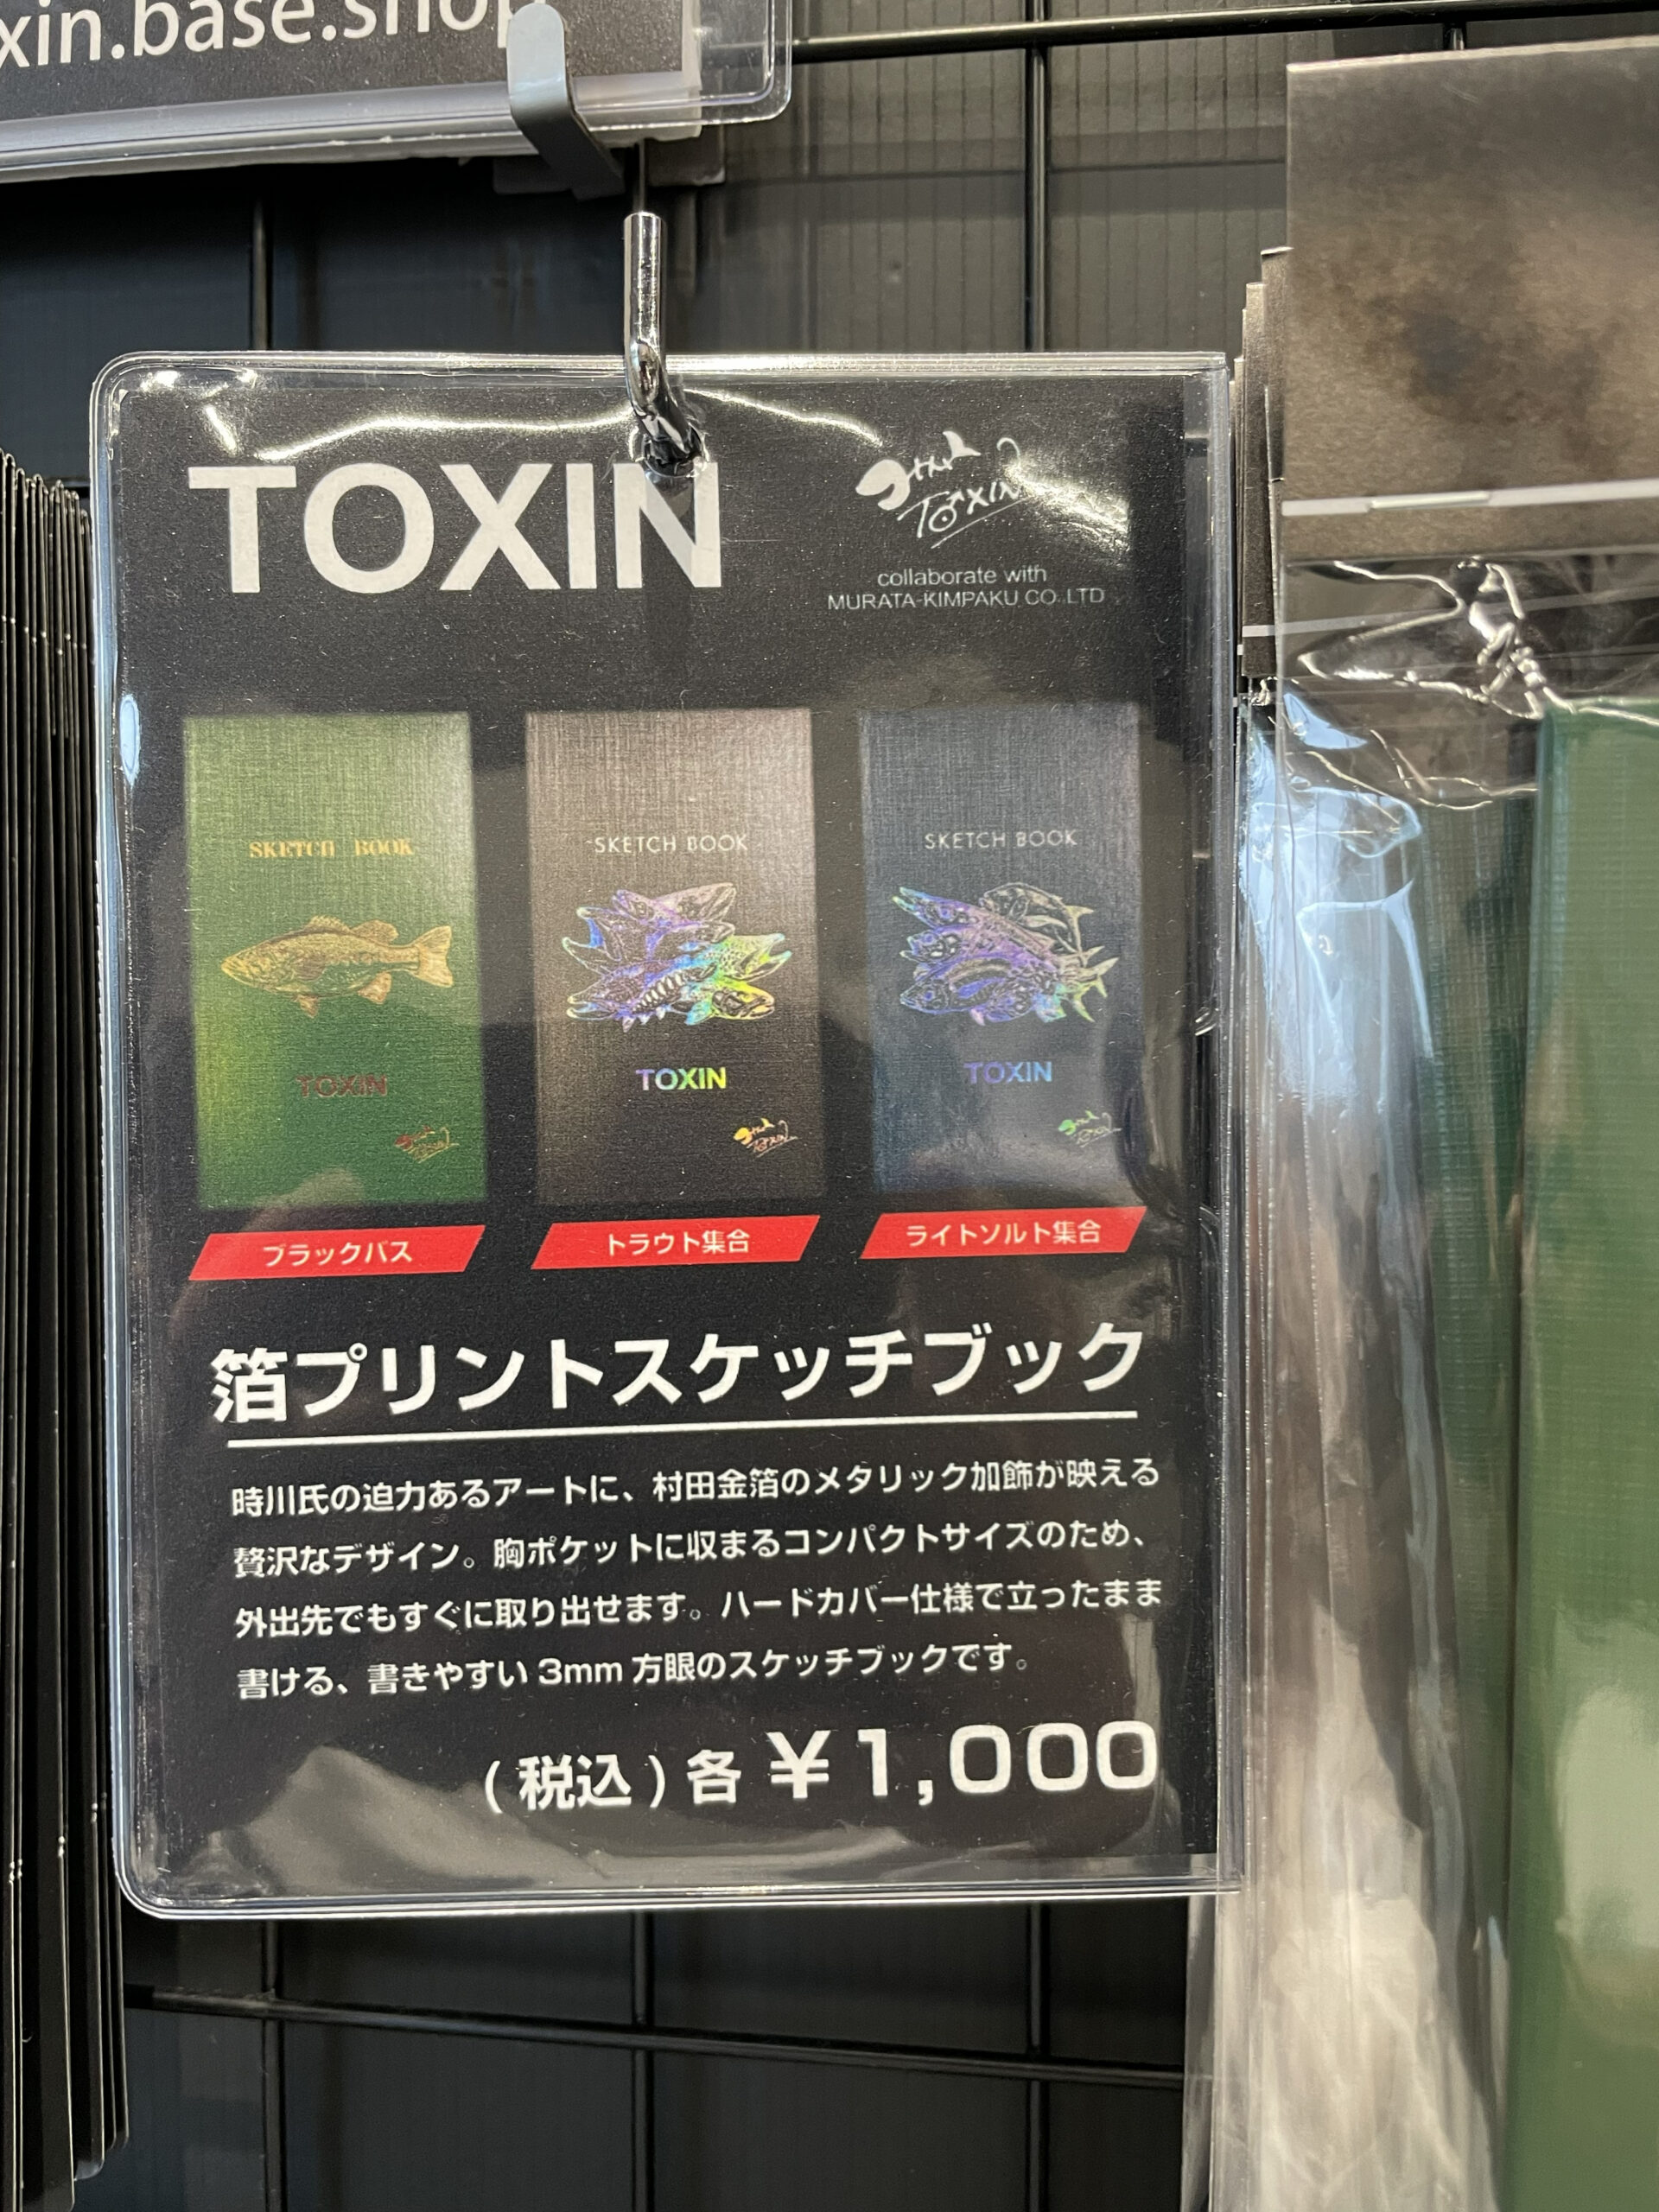 xin.base.shop
TOXIN
TOXIN
collaborate with
MURATA-KIMPAKU CO.,LTD
SKETCH BOOK
TOXIN
ブラックバス
SKETCH BOOK
TOXIN
トラウト集合
SKETCH BOOK
TOXIN
ライトソルト集合
箔プリントスケッチブック
時川氏の迫力あるアートに、村田金箔のメタリック加飾が映える
贅沢なデザイン。胸ポケットに収まるコンパクトサイズのため、
外出先でもすぐに取り出せます。ハードカバー仕様で立ったまま
書ける、書きやすい 3mm 方眼のスケッチブックです。
(税込)各 ¥1,000